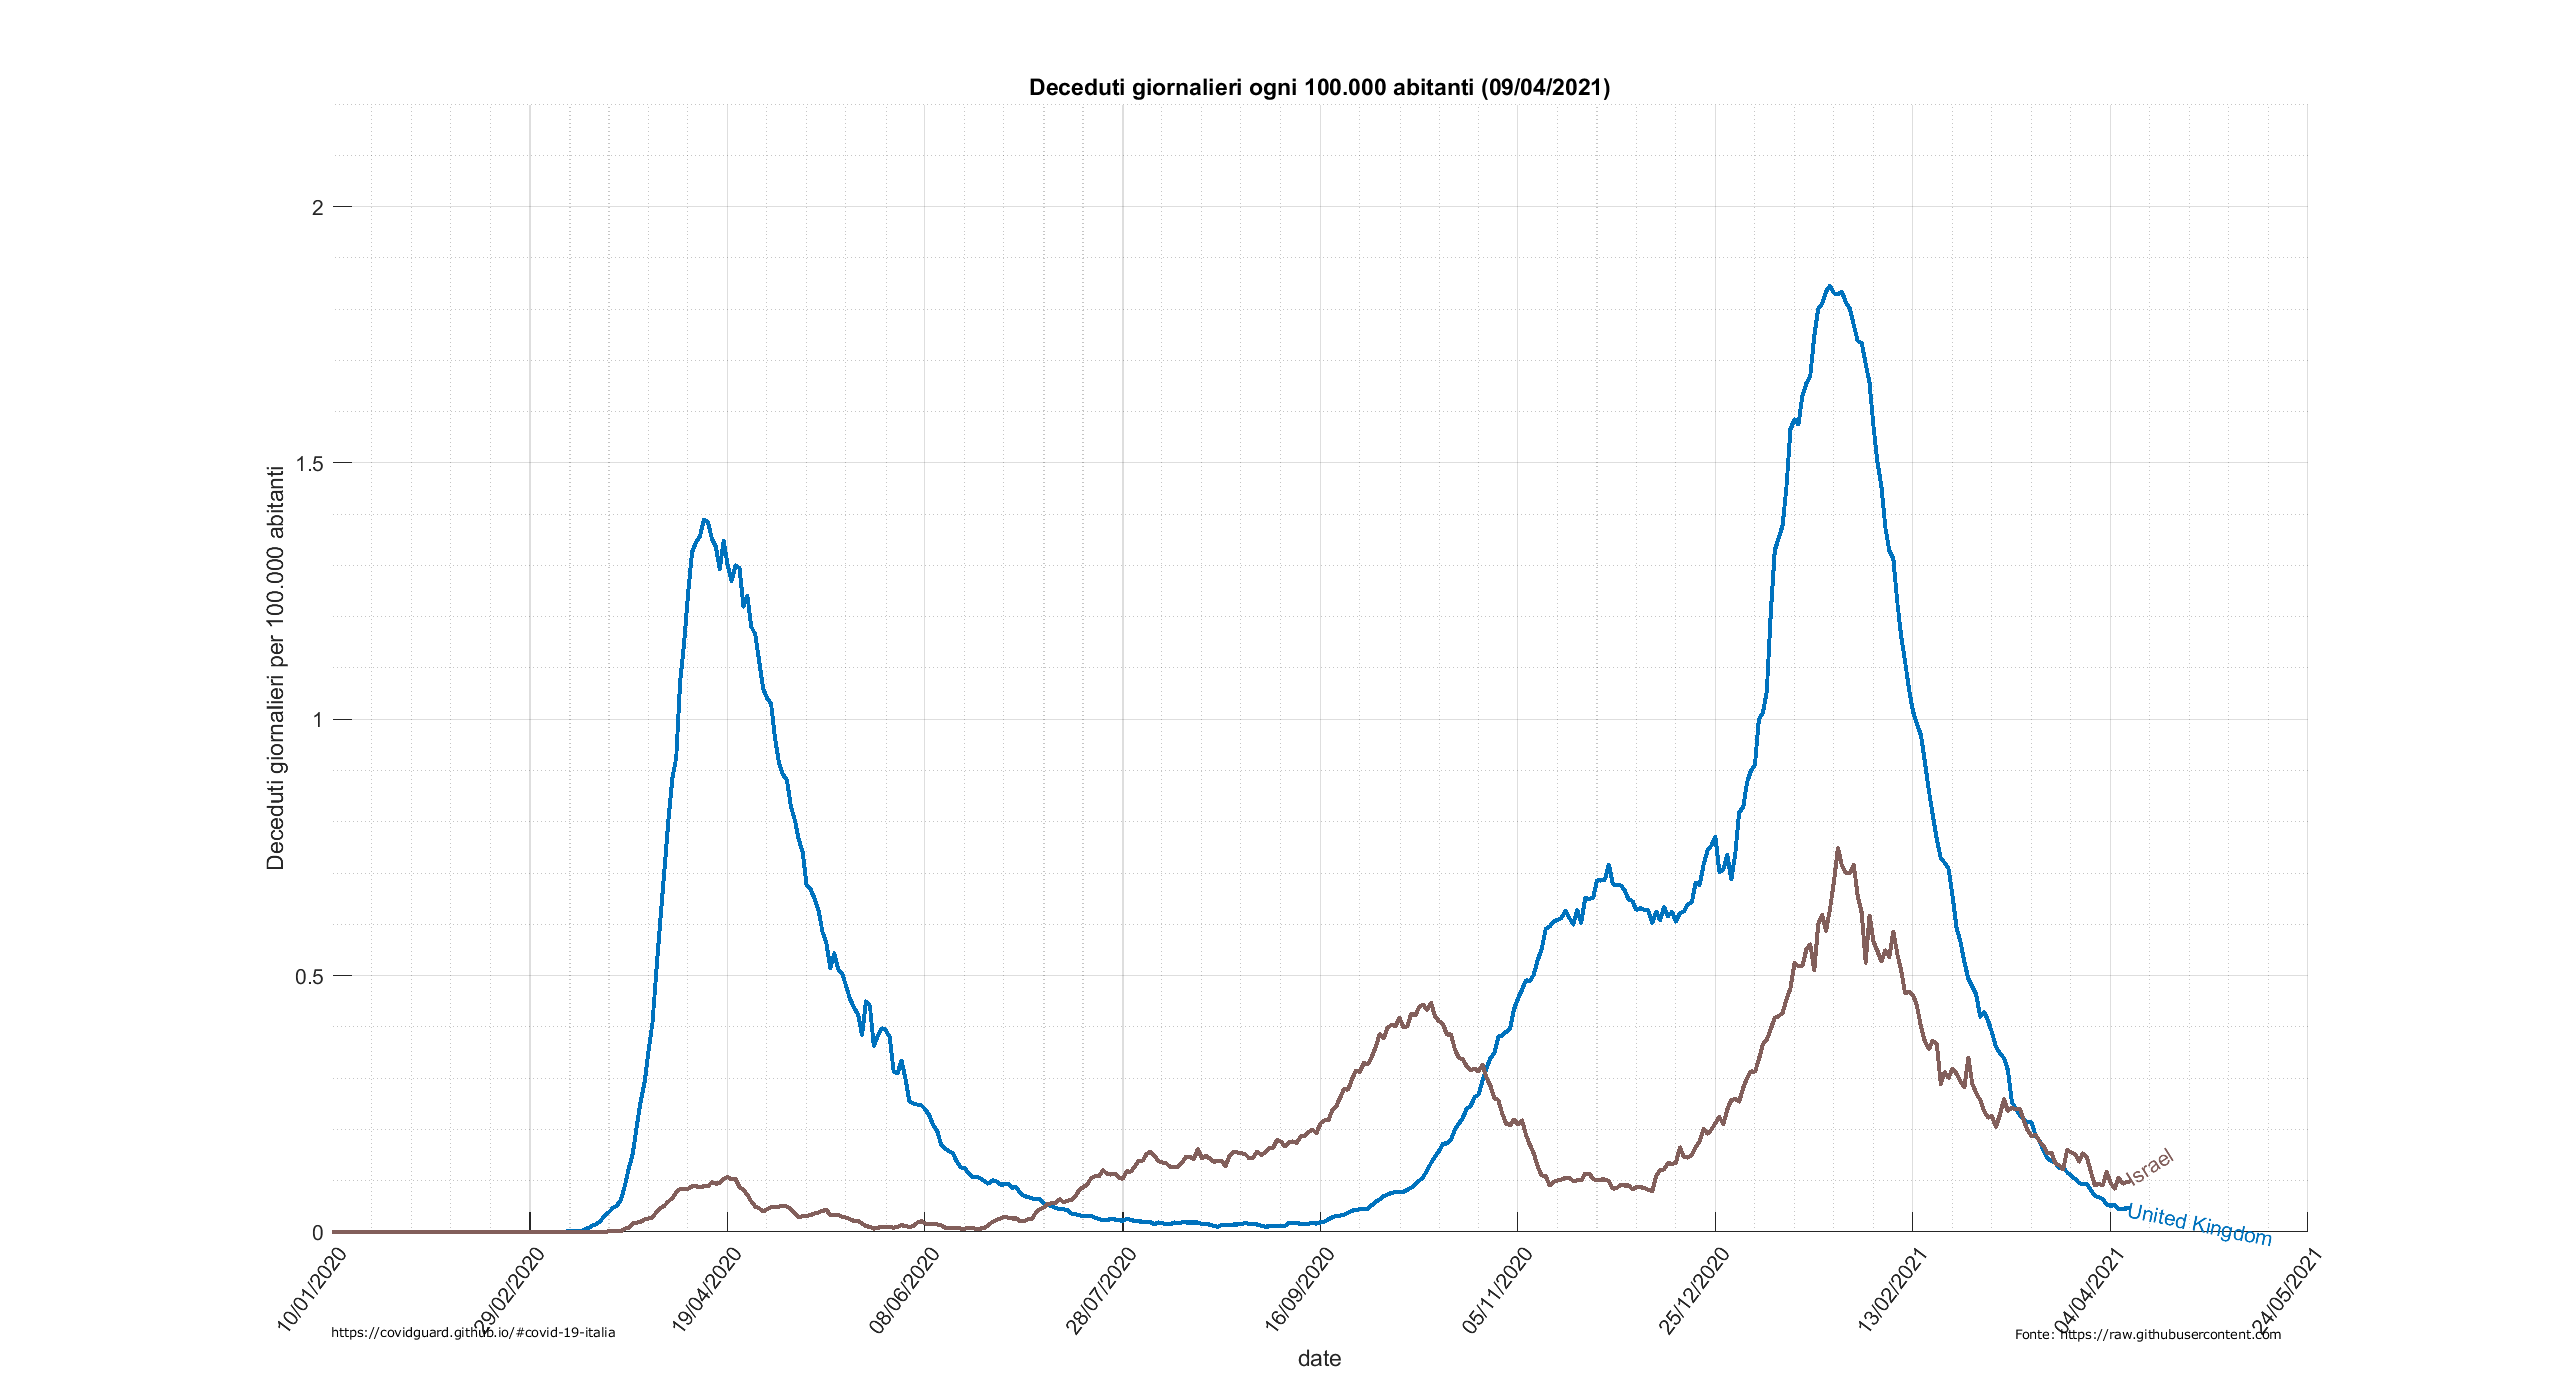 Deceduti giornalieri ogni 100.000 abitanti (09/04/2021)
Deceduti giornalieri per 100.000 abitanti
2
1.5
1
0.5
0
Israel
United Kingdom
10/01/2020
29/02/2020
19/04/2020
08/06/2020
28/07/2020
16/09/2020
05/11/2020
25/12/2020
13/02/2021
04/04/2021
24/05/2021
https://covidguard.github.io/#covid-19-italia
Fonte: https://raw.githubusercontent.com
date